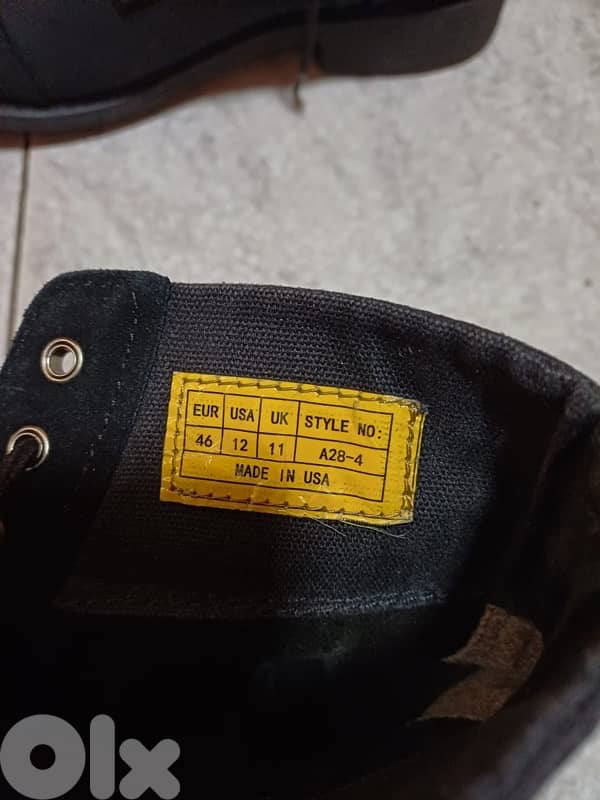 EUR USA UK STYLE NO:
46 12 11 A28-4
MADE IN USA
Olx